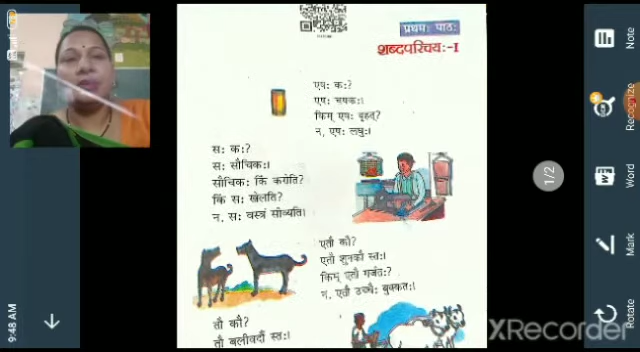 प्रथमः पाठः
शब्दपरिचयः-I
एषः कः?
एषः चषकः।
किम् एषः बृहत्?
न, एषः लघुः।
सः कः?
सः सौचिकः।
सौचिकः किं करोति?
किं सः खेलति?
न, सः वस्त्रं सीव्यति।
एतौ कौ?
एतौ शुनकौ स्तः।
किम् एतौ गर्जतः?
न, एतौ उच्चैः बुक्कतः।
तौ कौ?
तौ बलीवर्दौ स्तः।
1/2
Note
Recognize
Word
Mark
Rotate
9:48 AM
XRecorder